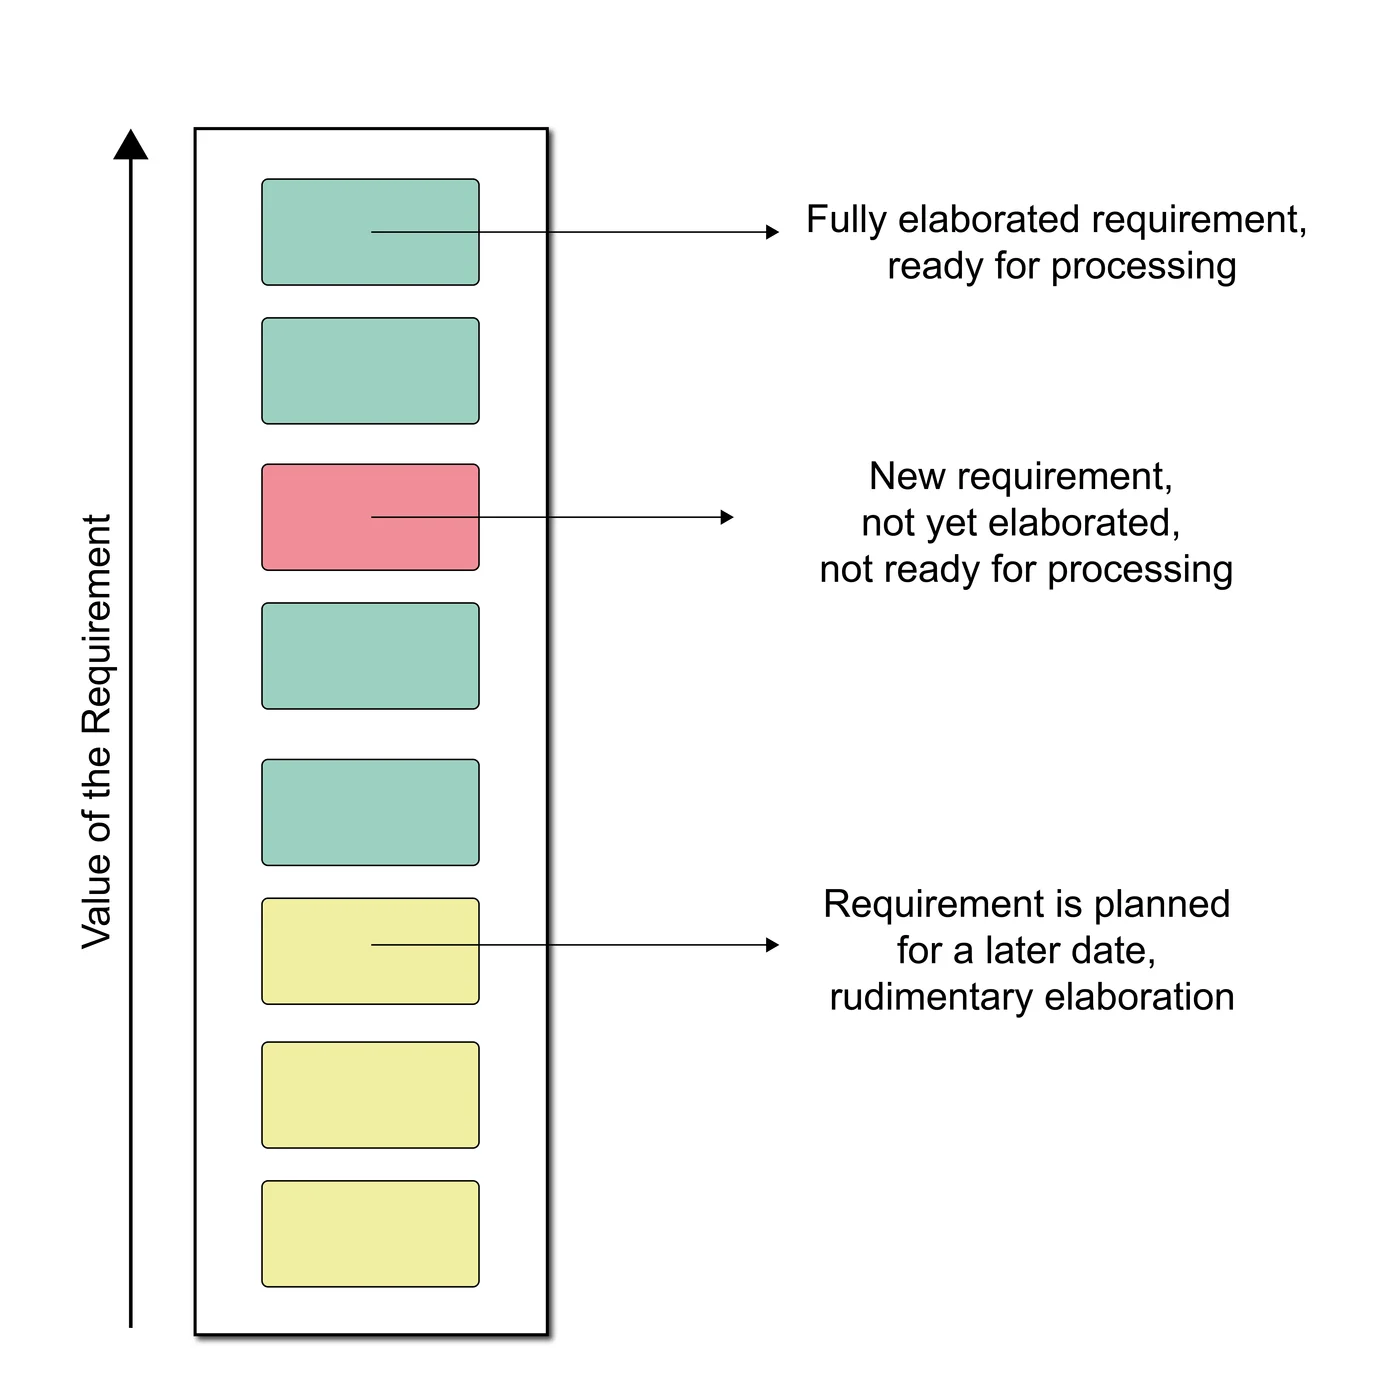 Fully elaborated requirement,
ready for processing
New requirement,
not yet elaborated,
not ready for processing
Value of the Requirement
Requirement is planned
for a later date,
rudimentary elaboration